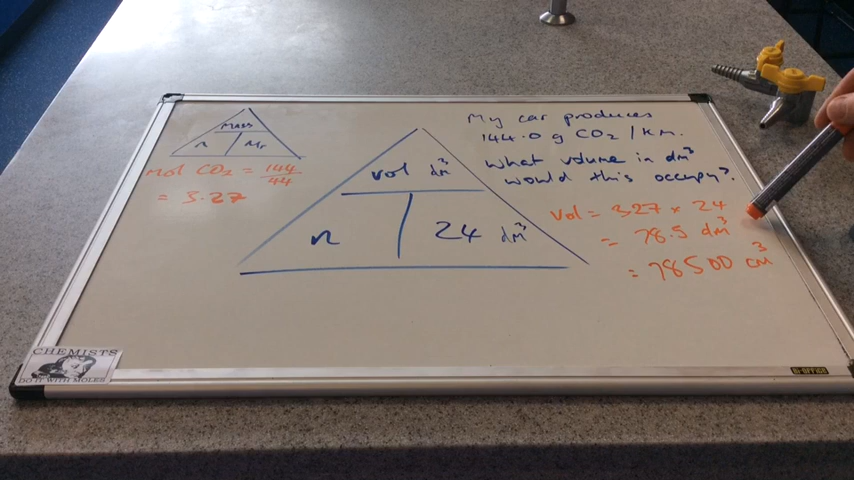 MASS
n Mr
Mol CO2 = 144/44
= 3.27
vol dm³
n 24 dm³
My car produces
144.0 g CO2 / Km.
What volume in dm³
would this occupy?
Vol = 3.27 x 24
= 78.5 dm³
= 78500 cm³
CHEMISTS
DO IT WITH MOLES
BI-OFFICE